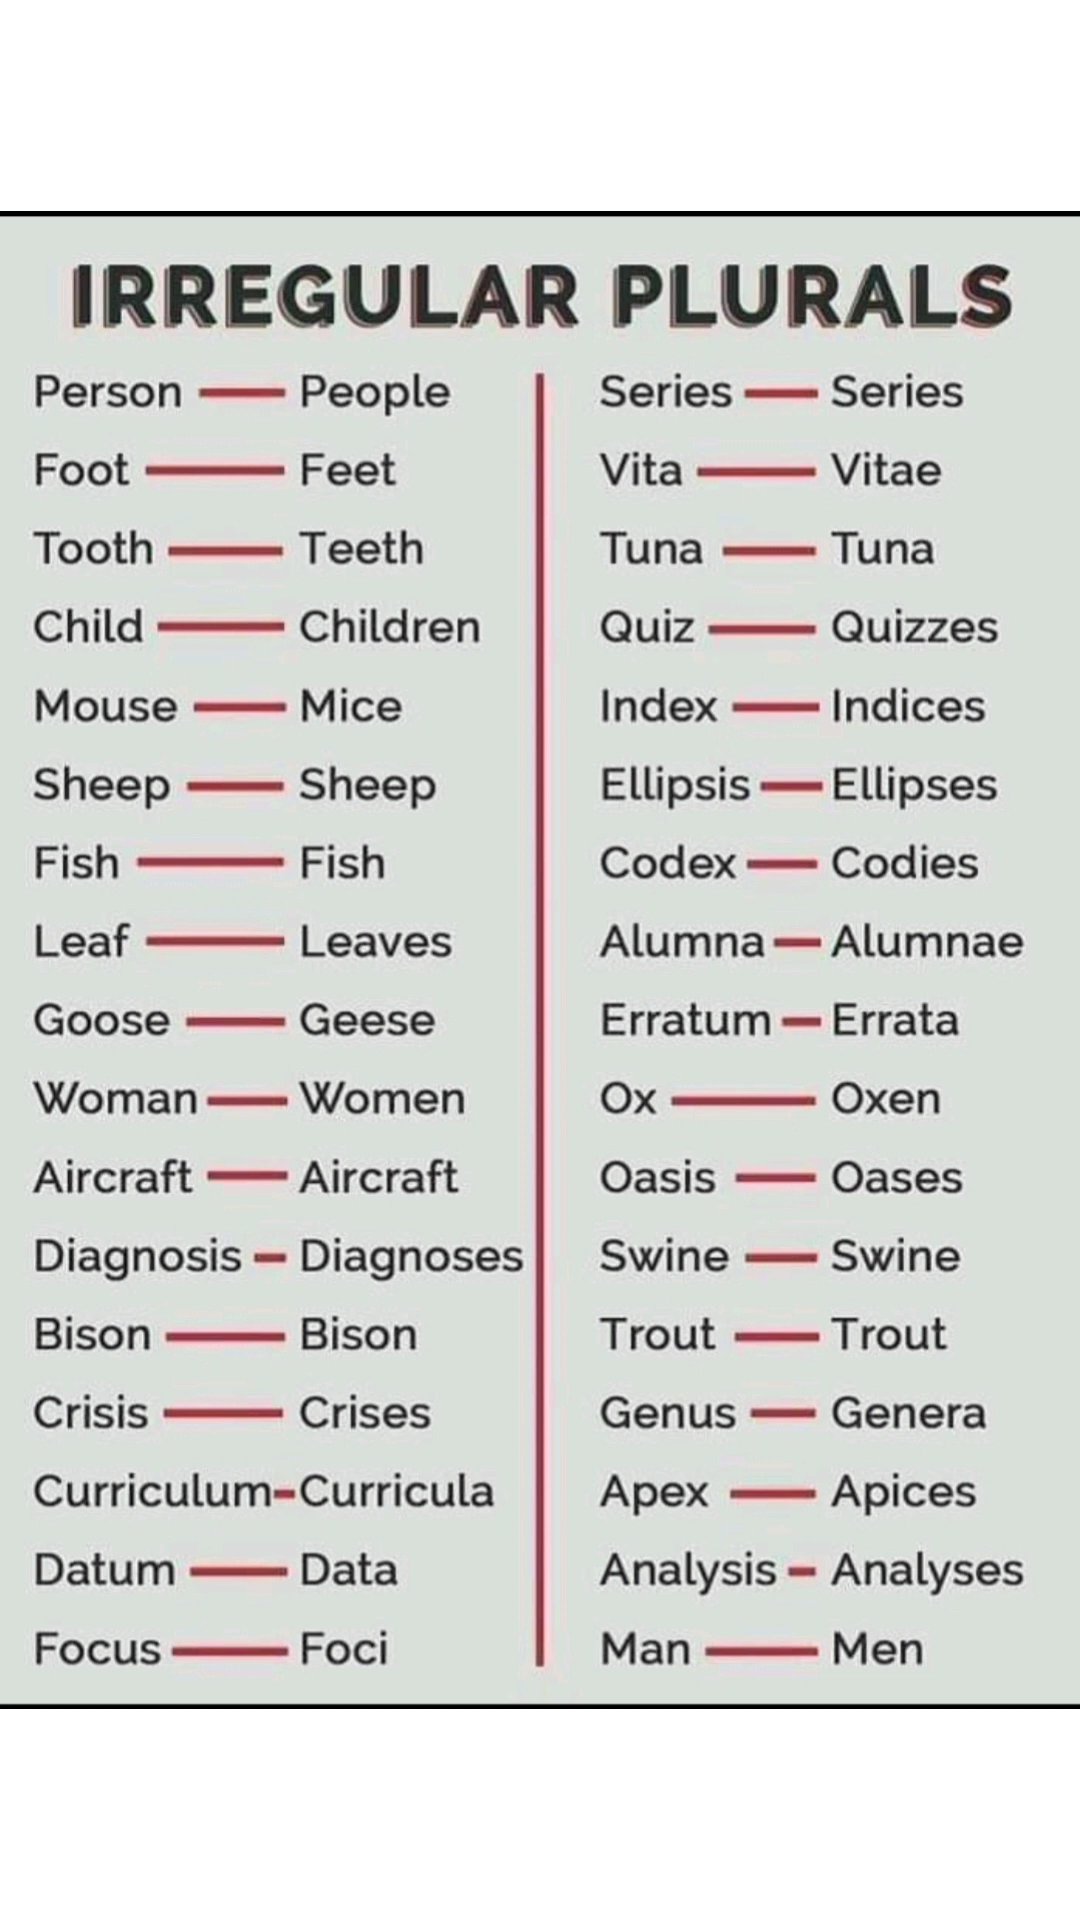 IRREGULAR PLURALS
Person — People
Foot — Feet
Tooth — Teeth
Child — Children
Mouse — Mice
Sheep — Sheep
Fish — Fish
Leaf — Leaves
Goose — Geese
Woman — Women
Aircraft — Aircraft
Diagnosis — Diagnoses
Bison — Bison
Crisis — Crises
Curriculum — Curricula
Datum — Data
Focus — Foci
Series — Series
Vita — Vitae
Tuna — Tuna
Quiz — Quizzes
Index — Indices
Ellipsis — Ellipses
Codex — Codies
Alumna — Alumnae
Erratum — Errata
Ox — Oxen
Oasis — Oases
Swine — Swine
Trout — Trout
Genus — Genera
Apex — Apices
Analysis — Analyses
Man — Men